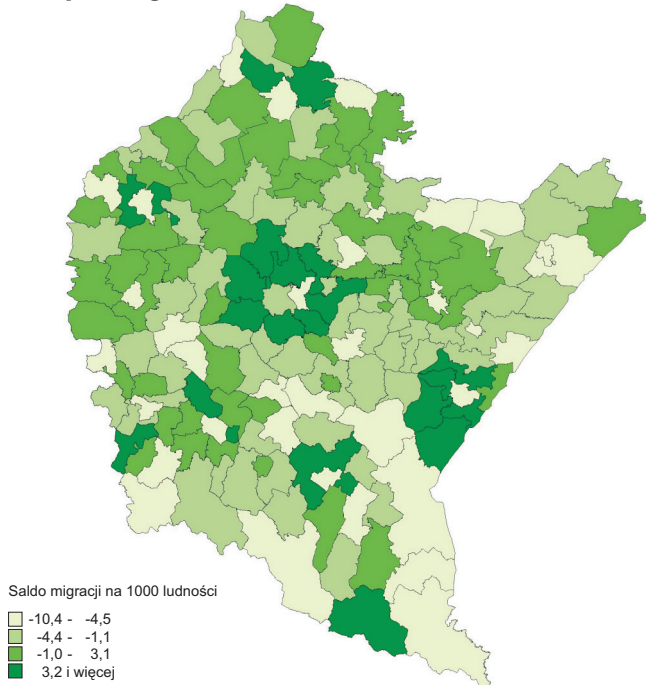 Saldo migracji na 1000 ludności
-10,4 - -4,5
-4,4 - -1,1
-1,0 - 3,1
3,2 i więcej